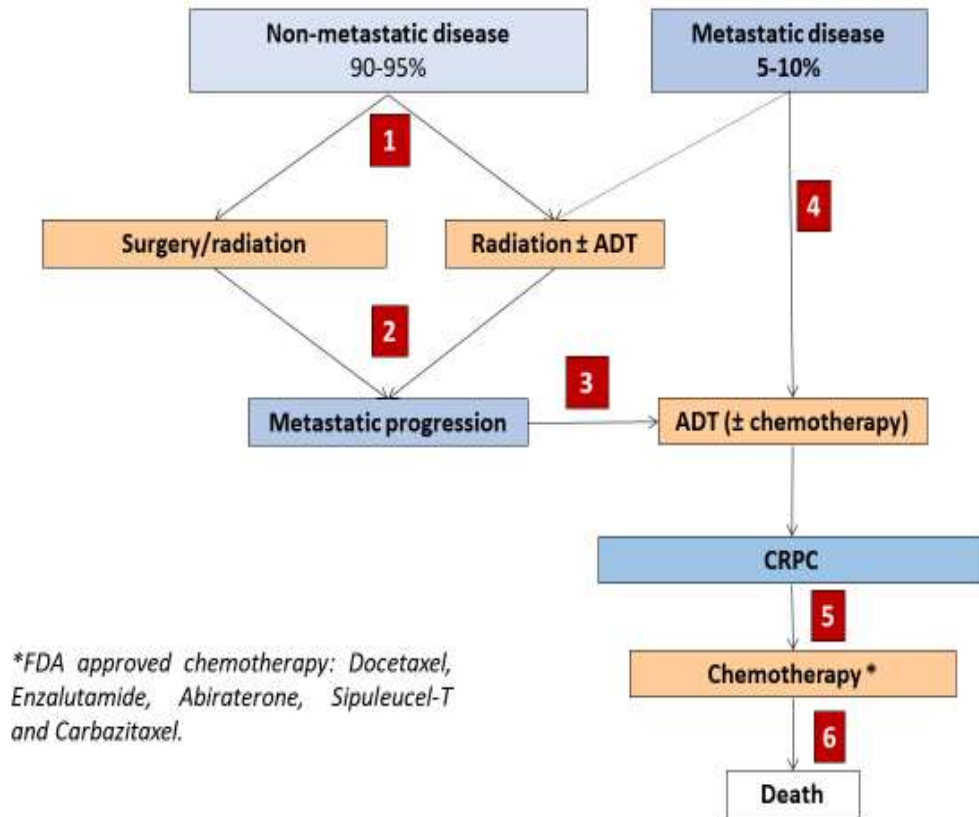 Non-metastatic disease
90-95%
Metastatic disease
5-10%
1
4
Surgery/radiation
Radiation ± ADT
2
3
Metastatic progression
ADT (± chemotherapy)
CRPC
5
Chemotherapy *
*FDA approved chemotherapy: Docetaxel,
Enzalutamide, Abiraterone, Sipuleucel-T
and Carbazitaxel.
6
Death